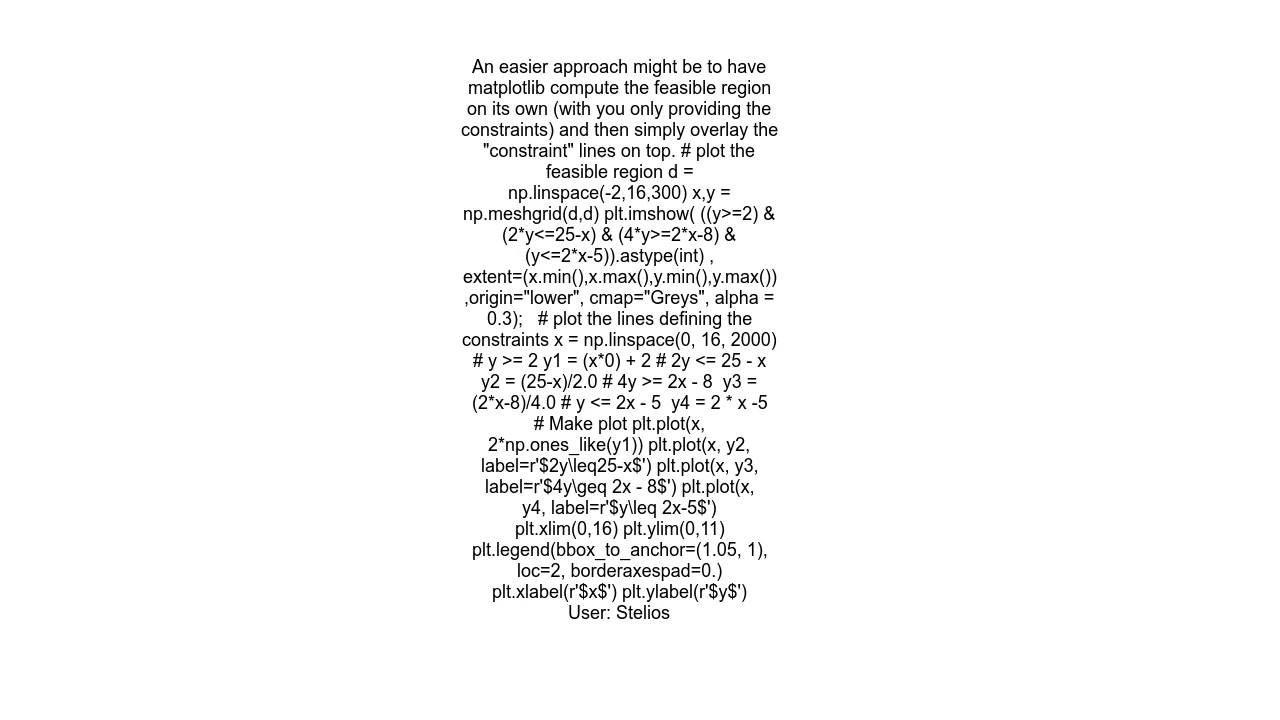 An easier approach might be to have
matplotlib compute the feasible region
on its own (with you only providing the
constraints) and then simply overlay the
"constraint" lines on top. # plot the
feasible region d =
np.linspace(-2,16,300) x,y =
np.meshgrid(d,d) plt.imshow( ((y>=2) &
(2*y<=25-x) & (4*y>=2*x-8) &
(y<=2*x-5)).astype(int) ,
extent=(x.min(),x.max(),y.min(),y.max())
,origin="lower", cmap="Greys", alpha =
0.3);   # plot the lines defining the
constraints x = np.linspace(0, 16, 2000)
# y >= 2 y1 = (x*0) + 2 # 2y <= 25 - x
y2 = (25-x)/2.0 # 4y >= 2x - 8  y3 =
(2*x-8)/4.0 # y <= 2x - 5  y4 = 2 * x -5
# Make plot plt.plot(x,
2*np.ones_like(y1)) plt.plot(x, y2,
label=r'$2y\leq25-x$') plt.plot(x, y3,
label=r'$4y\geq 2x - 8$') plt.plot(x,
y4, label=r'$y\leq 2x-5$')
plt.xlim(0,16) plt.ylim(0,11)
plt.legend(bbox_to_anchor=(1.05, 1),
loc=2, borderaxespad=0.)
plt.xlabel(r'$x$') plt.ylabel(r'$y$')
User: Stelios